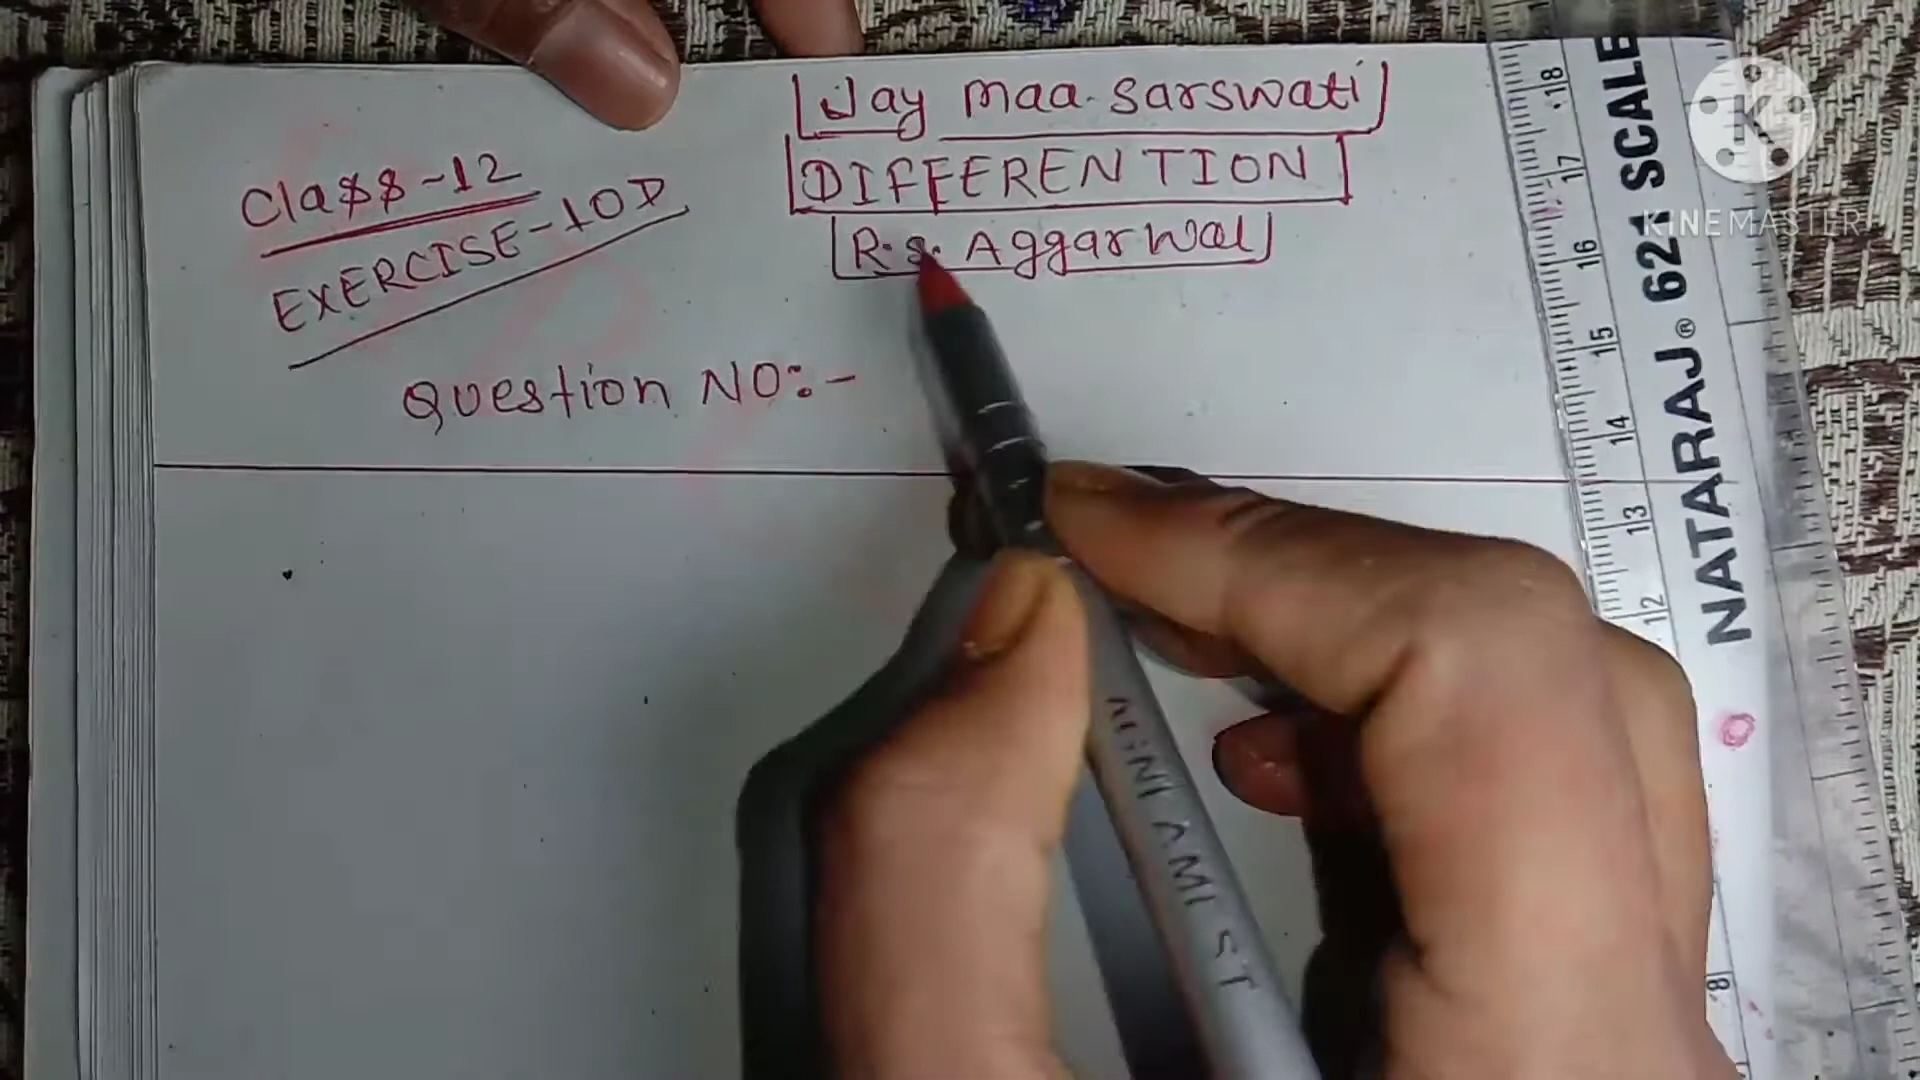 Jay maa Sarswati
DIFFERENTION
R.S. Aggarwal
Class-12
EXERCISE-10D
Question NO:-
NATARAJ® 621 SCALE
18
17
16
15
14
13
12
8
KINEMASTER
K